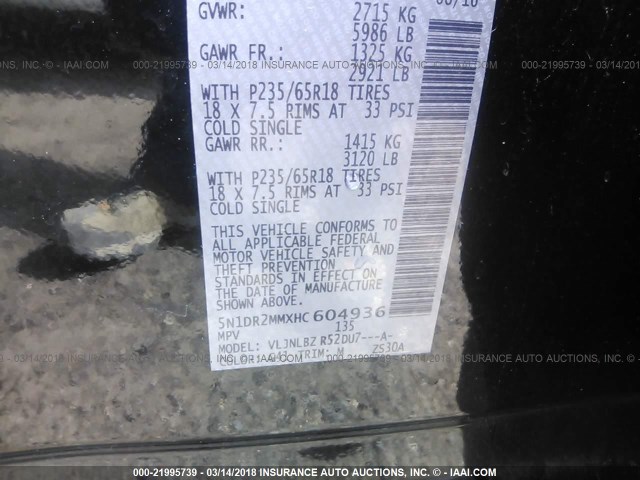 GVWR: 2715 KG
5986 LB
GAWR FR.: 1325 KG
2921 LB
WITH P235/65R18 TIRES
18 X 7.5 RIMS AT 33 PSI
COLD SINGLE
GAWR RR.: 1415 KG
3120 LB
WITH P235/65R18 TIRES
18 X 7.5 RIMS AT 33 PSI
COLD SINGLE
THIS VEHICLE CONFORMS TO
ALL APPLICABLE FEDERAL
MOTOR VEHICLE SAFETY AND
THEFT PREVENTION
STANDARDS IN EFFECT ON
THE DATE OF MANUFACTURE
SHOWN ABOVE.
5N1DR2MMXHC604936
MPV 135
MODEL: VLJNLBZ R52DU7---A-
TRIM: M ZS30A
000-21995739 - 03/14/2018 INSURANCE AUTO AUCTIONS, INC. - © - IAAI.COM